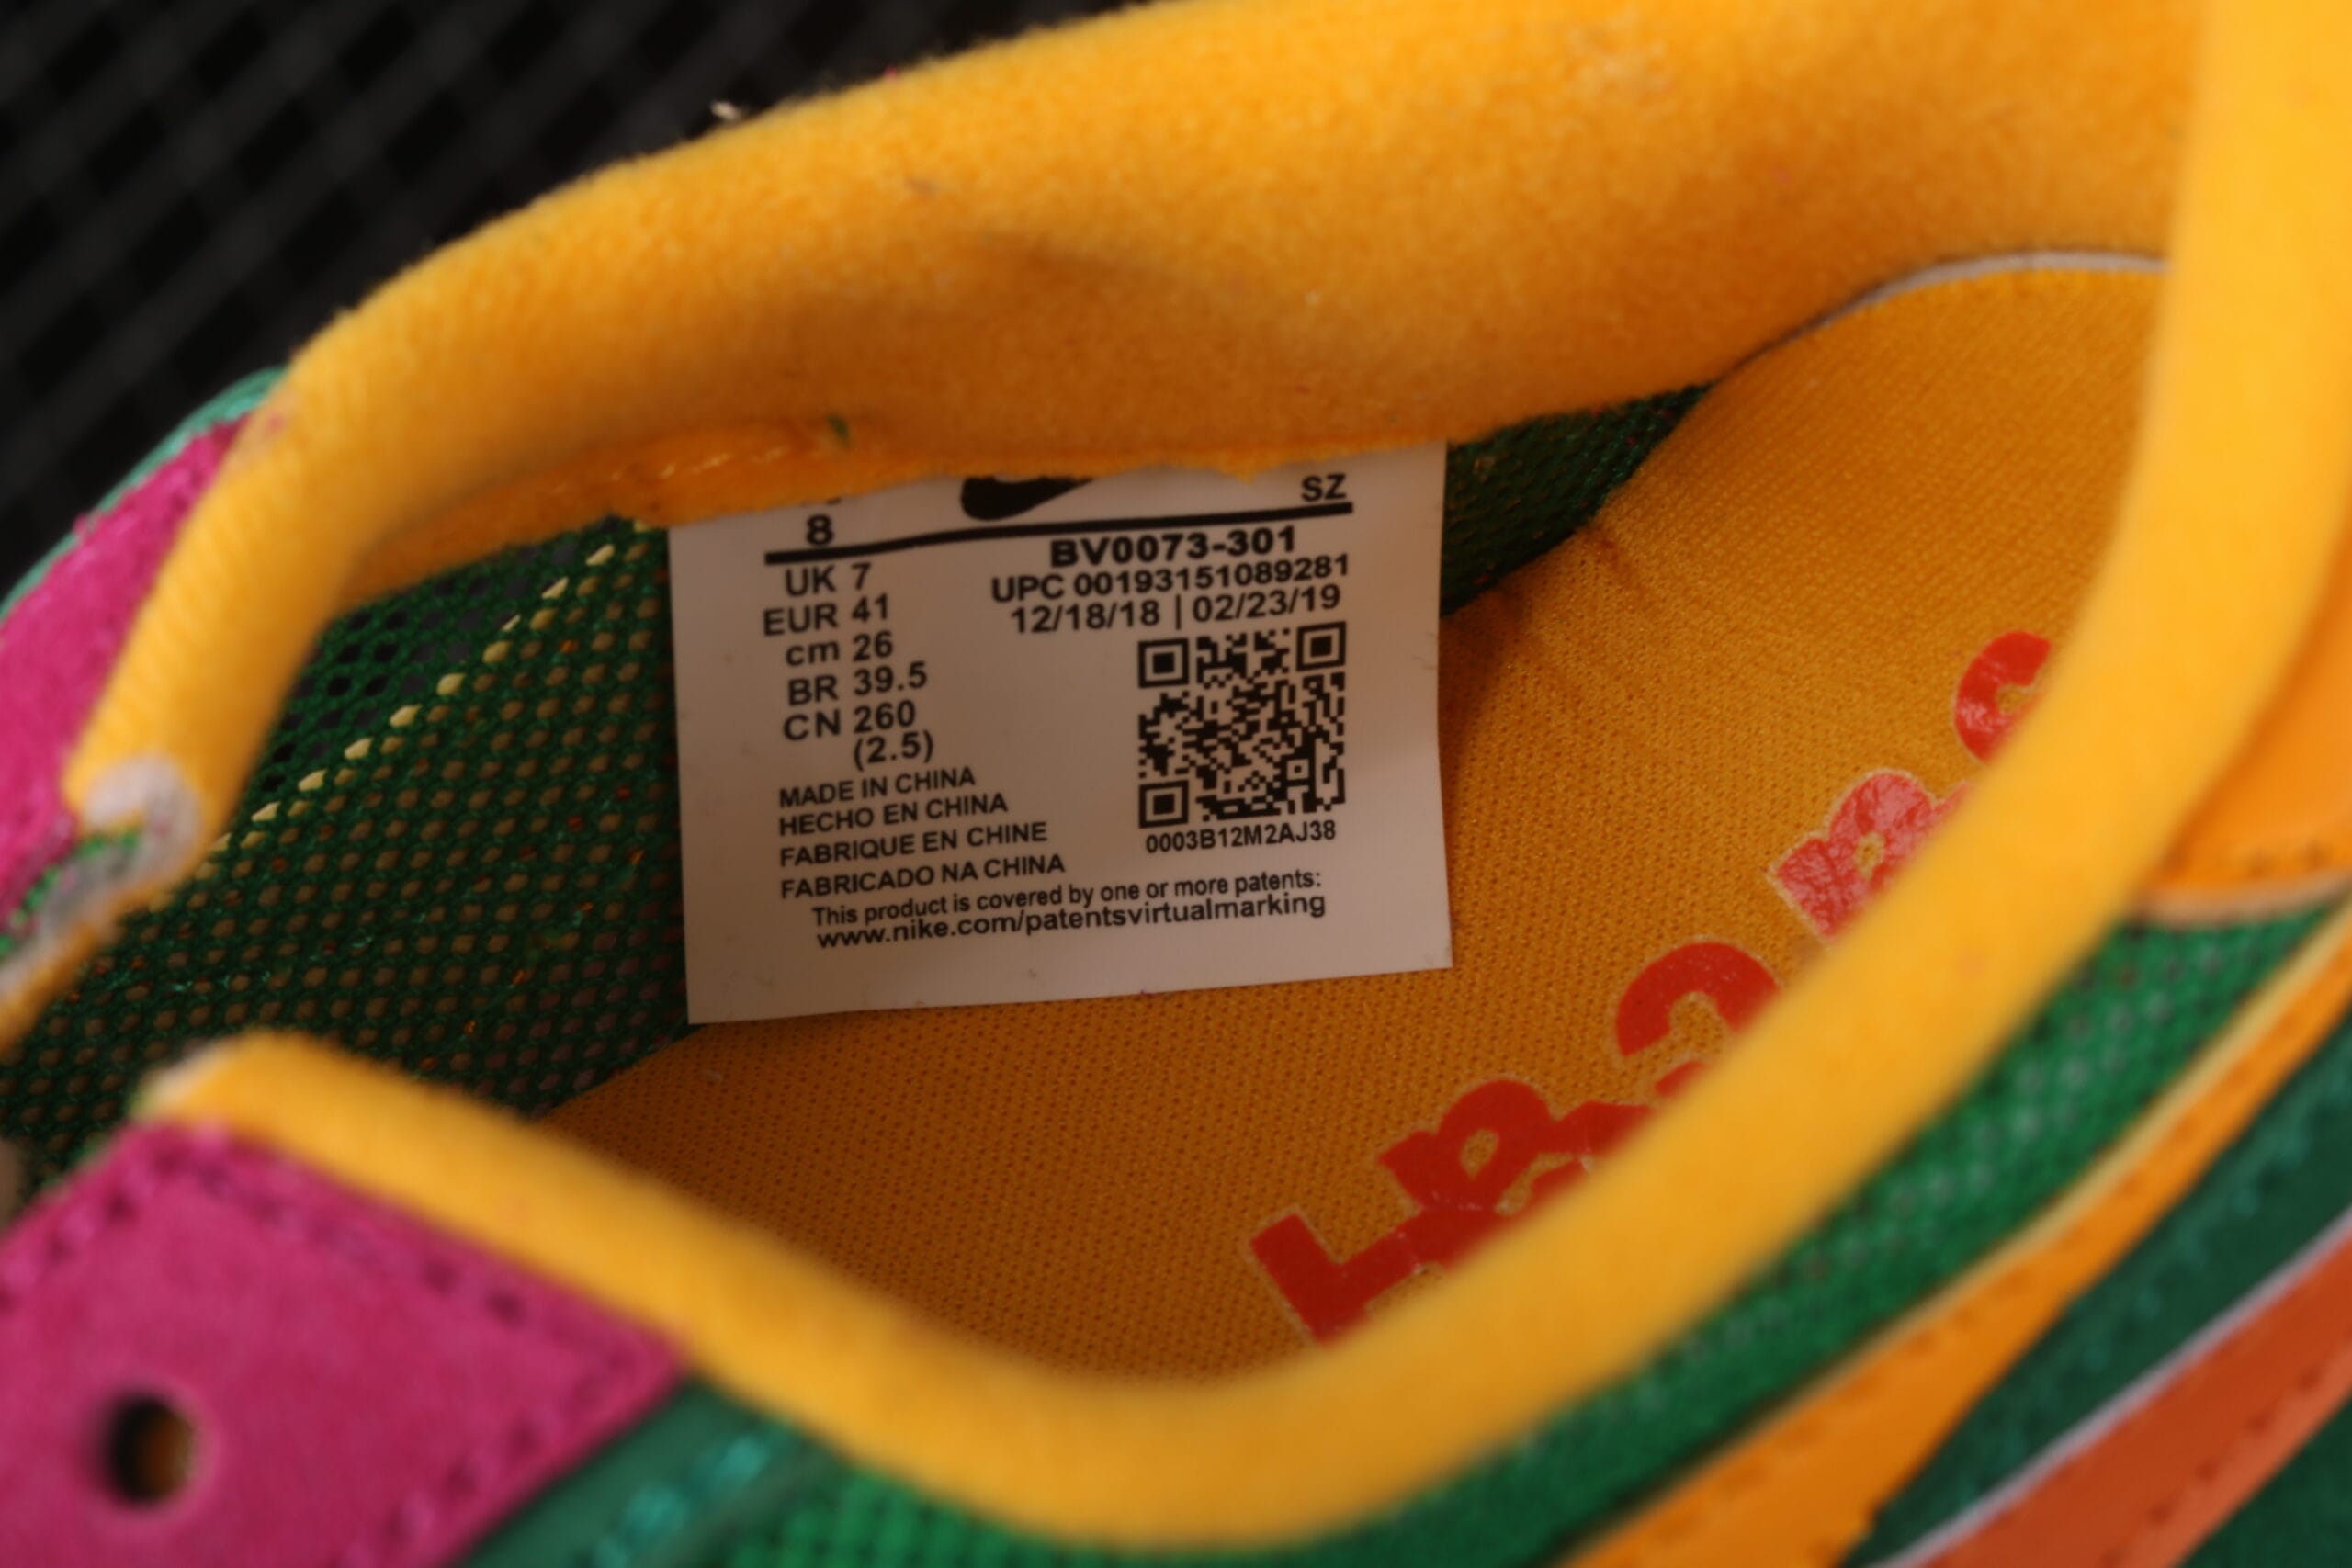 8
SZ
BV0073-301
UPC 00193151089281
12/18/18 | 02/23/19
UK 7
EUR 41
cm 26
BR 39.5
CN 260
(2.5)
MADE IN CHINA
HECHO EN CHINA
FABRIQUE EN CHINE
FABRICADO NA CHINA
0003B12M2AJ38
This product is covered by one or more patents:
www.nike.com/patentsvirtualmarking